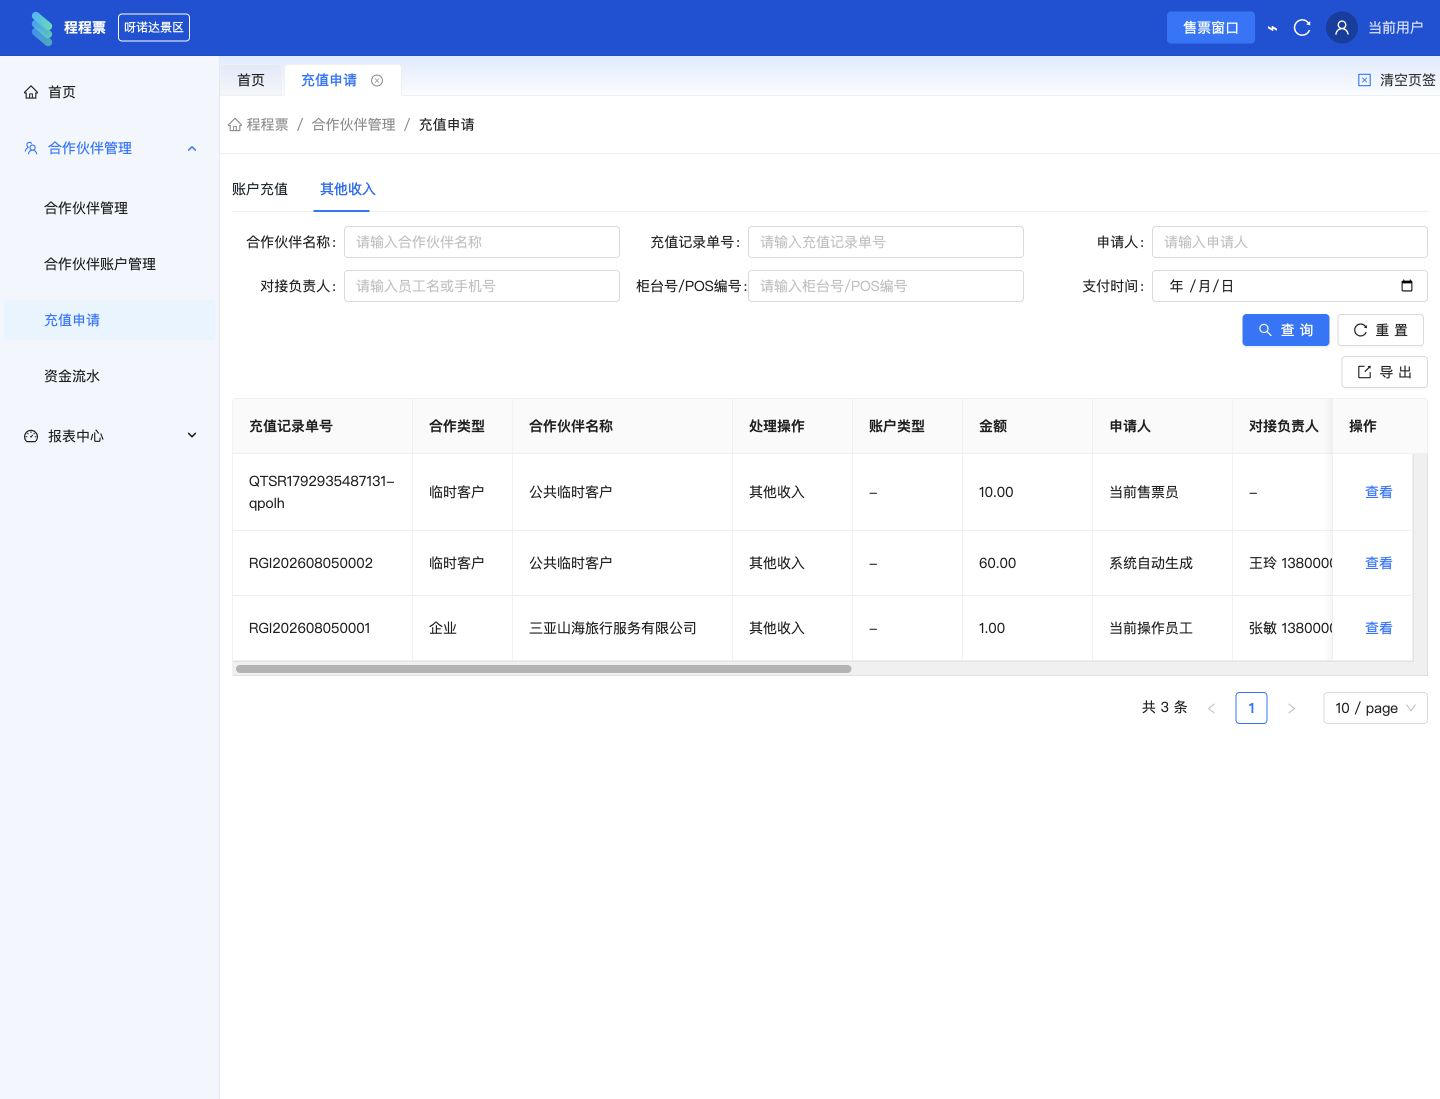 程程票 呀诺达景区 售票窗口 当前用户
首页
合作伙伴管理
合作伙伴管理
合作伙伴账户管理
充值申请
资金流水
报表中心
首页 充值申请 清空页签
程程票 / 合作伙伴管理 / 充值申请
账户充值 其他收入
合作伙伴名称: 请输入合作伙伴名称 充值记录单号: 请输入充值记录单号 申请人: 请输入申请人
对接负责人: 请输入员工名或手机号 柜台号/POS编号: 请输入柜台号/POS编号 支付时间: 年 /月/日
查 询 重 置
导 出
充值记录单号 合作类型 合作伙伴名称 处理操作 账户类型 金额 申请人 对接负责人 操作
QTSR1792935487131-
qpolh 临时客户 公共临时客户 其他收入 - 10.00 当前售票员 - 查看
RGI202608050002 临时客户 公共临时客户 其他收入 - 60.00 系统自动生成 王玲 1380000 查看
RGI202608050001 企业 三亚山海旅行服务有限公司 其他收入 - 1.00 当前操作员工 张敏 1380000 查看
共 3 条 1 10 / page